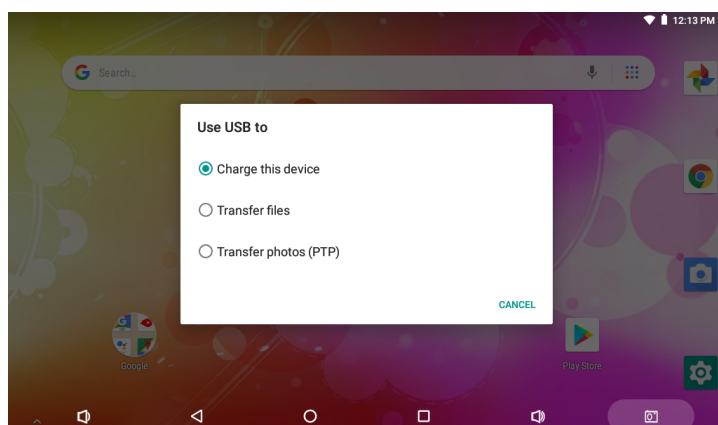 12:13 PM
Search...
Use USB to
Charge this device
Transfer files
Transfer photos (PTP)
CANCEL
Google
Play Store